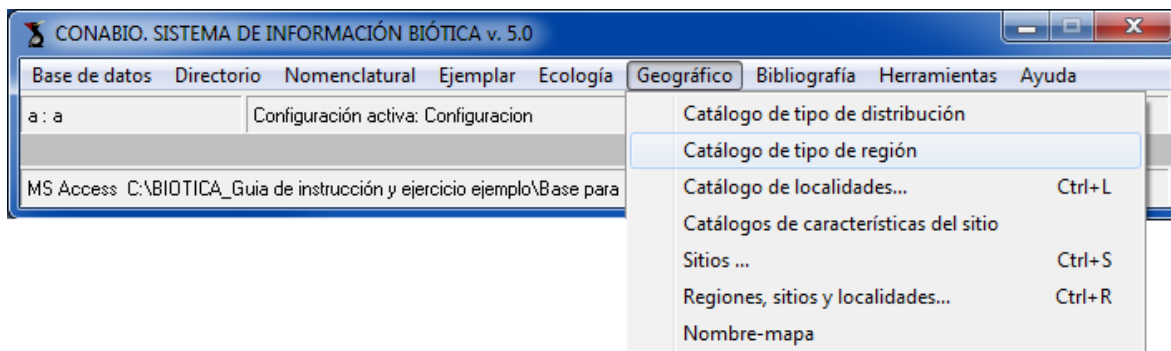 CONABIO. SISTEMA DE INFORMACIÓN BIÓTICA v. 5.0
Base de datos Directorio Nomenclatural Ejemplar Ecología Geográfico Bibliografía Herramientas Ayuda
a : a Configuración activa: Configuracion
MS Access C:\BIOTICA_Guia de instrucción y ejercicio ejemplo\Base para
Catálogo de tipo de distribución
Catálogo de tipo de región
Catálogo de localidades... Ctrl+L
Catálogos de características del sitio
Sitios ... Ctrl+S
Regiones, sitios y localidades... Ctrl+R
Nombre-mapa